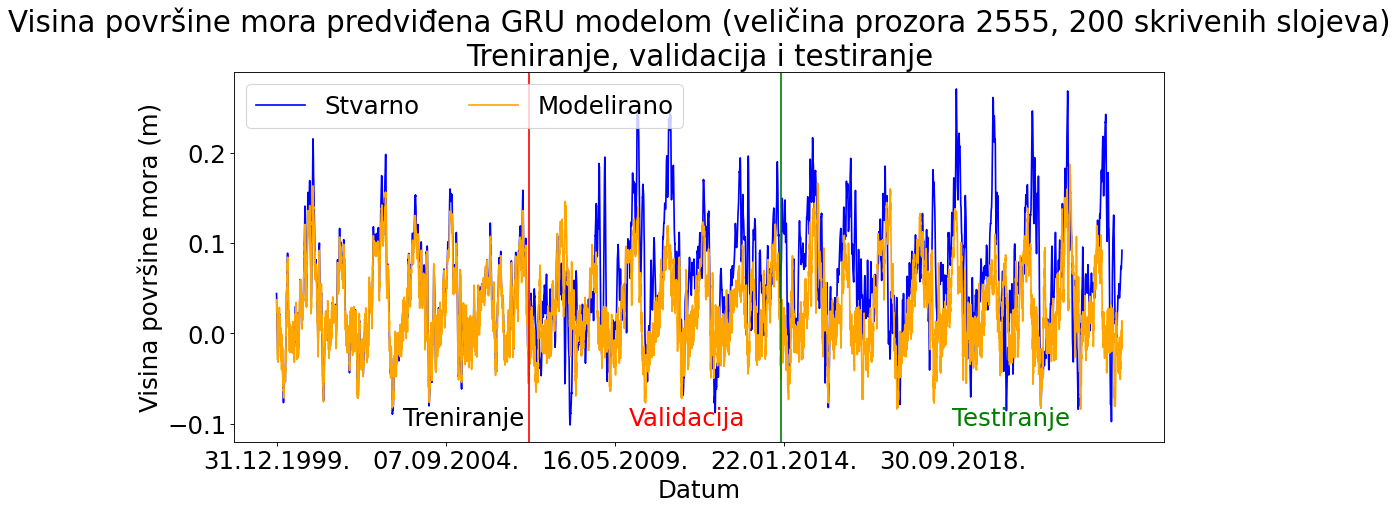 Visina površine mora predviđena GRU modelom (veličina prozora 2555, 200 skrivenih slojeva)
Treniranje, validacija i testiranje
Stvarno
Modelirano
Visina površine mora (m)
0.2
0.1
0.0
−0.1
Treniranje
Validacija
Testiranje
31.12.1999.
07.09.2004.
16.05.2009.
22.01.2014.
30.09.2018.
Datum